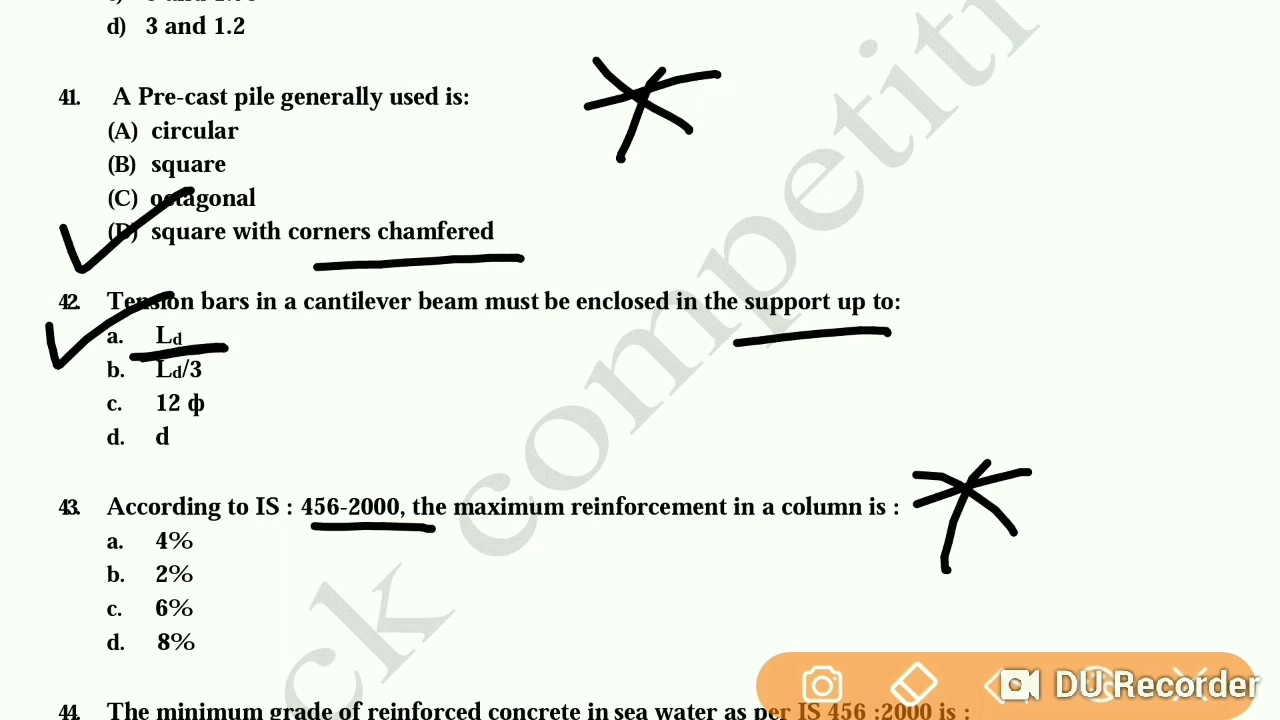 d) 3 and 1.2
41. A Pre-cast pile generally used is:
(A) circular
(B) square
(C) octagonal
(D) square with corners chamfered
42. Tension bars in a cantilever beam must be enclosed in the support up to:
a. Ld
b. Ld/3
c. 12 ф
d. d
43. According to IS : 456-2000, the maximum reinforcement in a column is :
a. 4%
b. 2%
c. 6%
d. 8%
DU Recorder
44. The minimum grade of reinforced concrete in sea water as per IS 456 :2000 is :
ck competiti